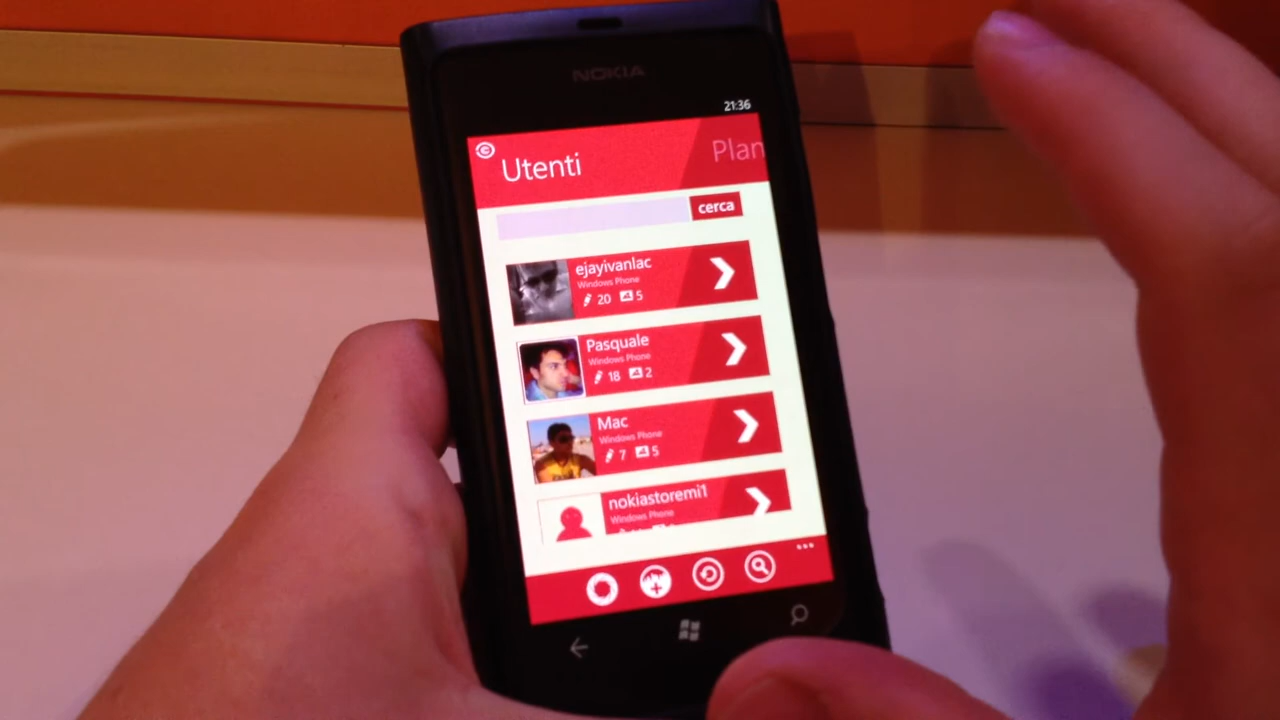 NOKIA
21:36
Utenti
Plan
cerca
ejayivanlac
Windows Phone
20 5
Pasquale
Windows Phone
18 2
Mac
Windows Phone
7 5
nokiastoremi1
Windows Phone